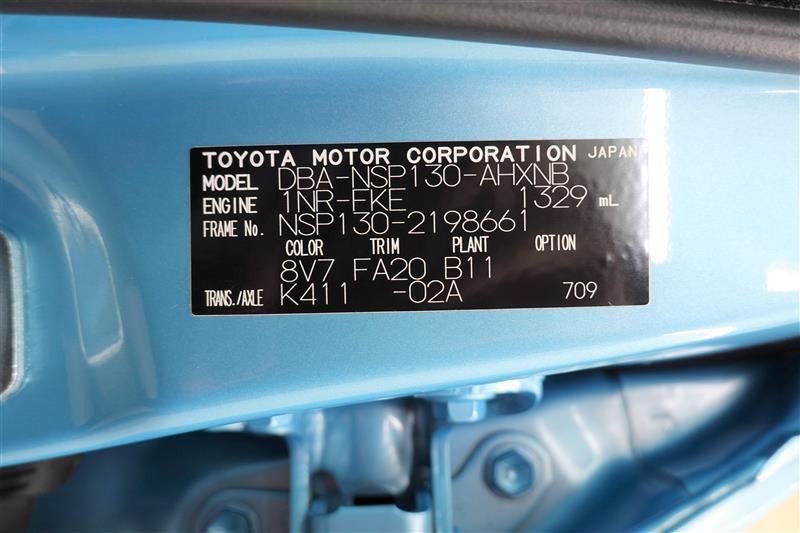 TOYOTA MOTOR CORPORATION JAPAN
MODEL DBA-NSP130-AHXNB
ENGINE 1NR-FKE 1329 mL
FRAME No. NSP130-2198661
COLOR TRIM PLANT OPTION
8V7 FA20 B11
TRANS./AXLE K411 -02A 709